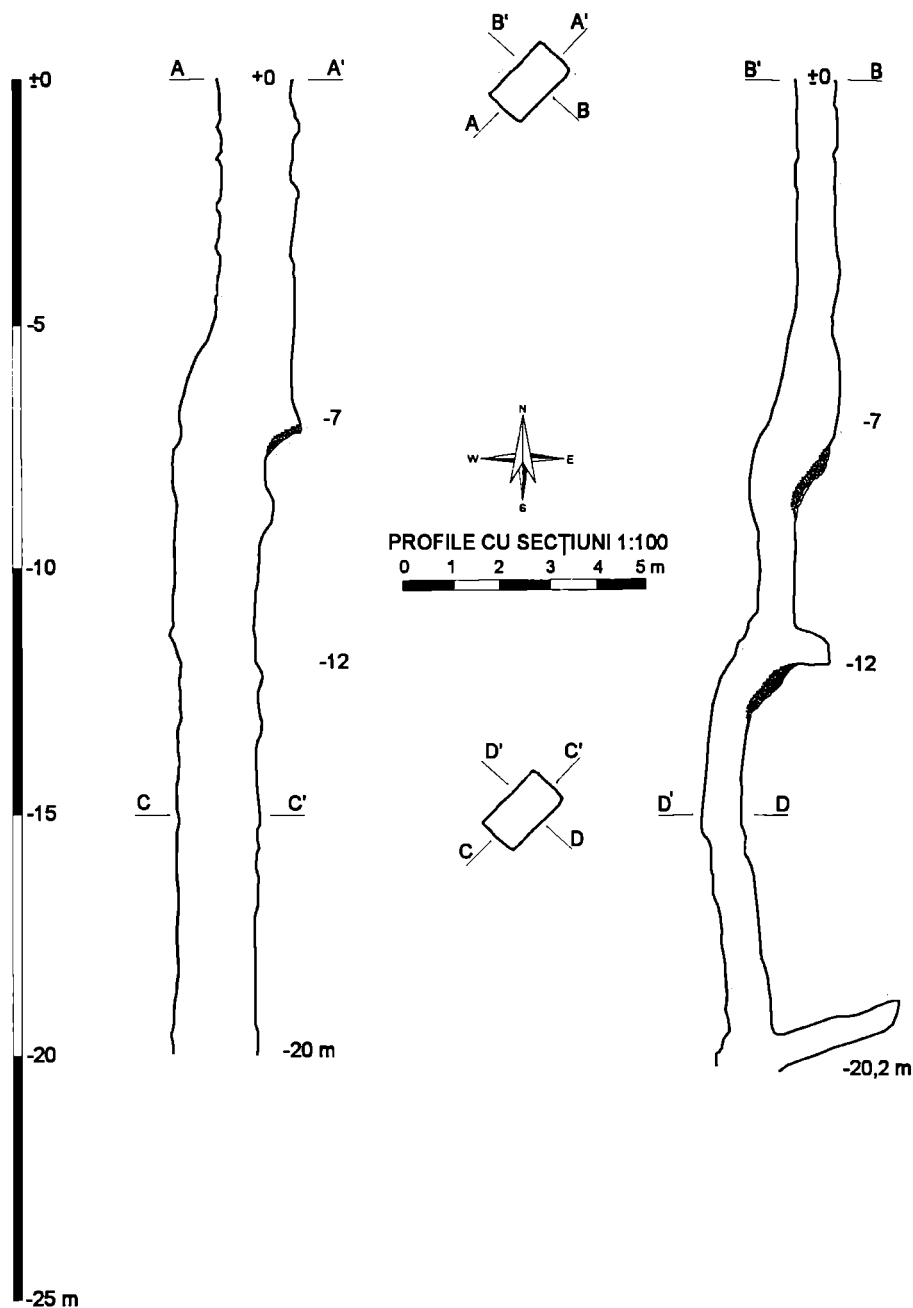 B' A'
A B
±0 A +0 A' B' ±0 B
-5
-7 -7
N
W E
S
PROFILE CU SECȚIUNI 1:100
0 1 2 3 4 5 m
-10
-12 -12
D' C'
C C' D' D
-15
C D
-20 -20 m -20,2 m
-25 m